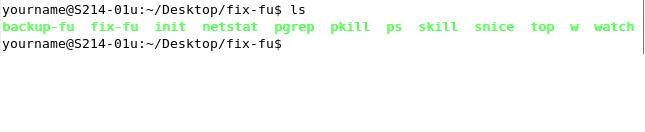 yourname@S214-01u:~/Desktop/fix-fu$ ls
backup-fu  fix-fu  init  netstat  pgrep  pkill  ps  skill  snice  top  w  watch
yourname@S214-01u:~/Desktop/fix-fu$